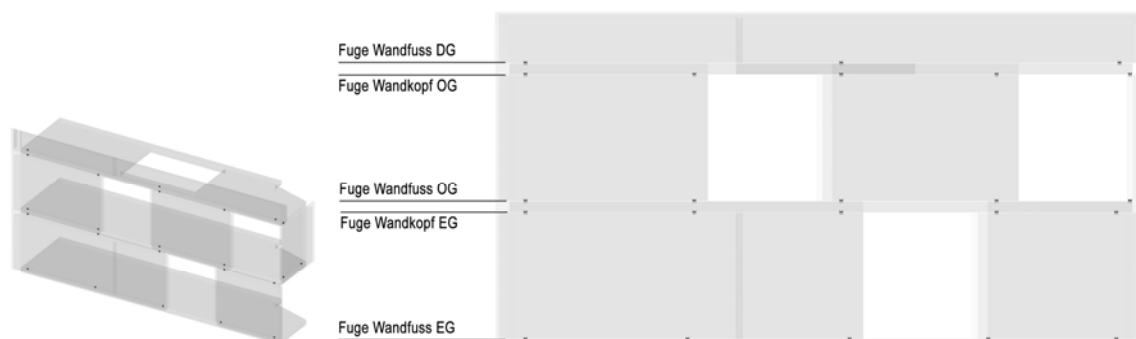 Fuge Wandfuss DG
Fuge Wandkopf OG
Fuge Wandfuss OG
Fuge Wandkopf EG
Fuge Wandfuss EG